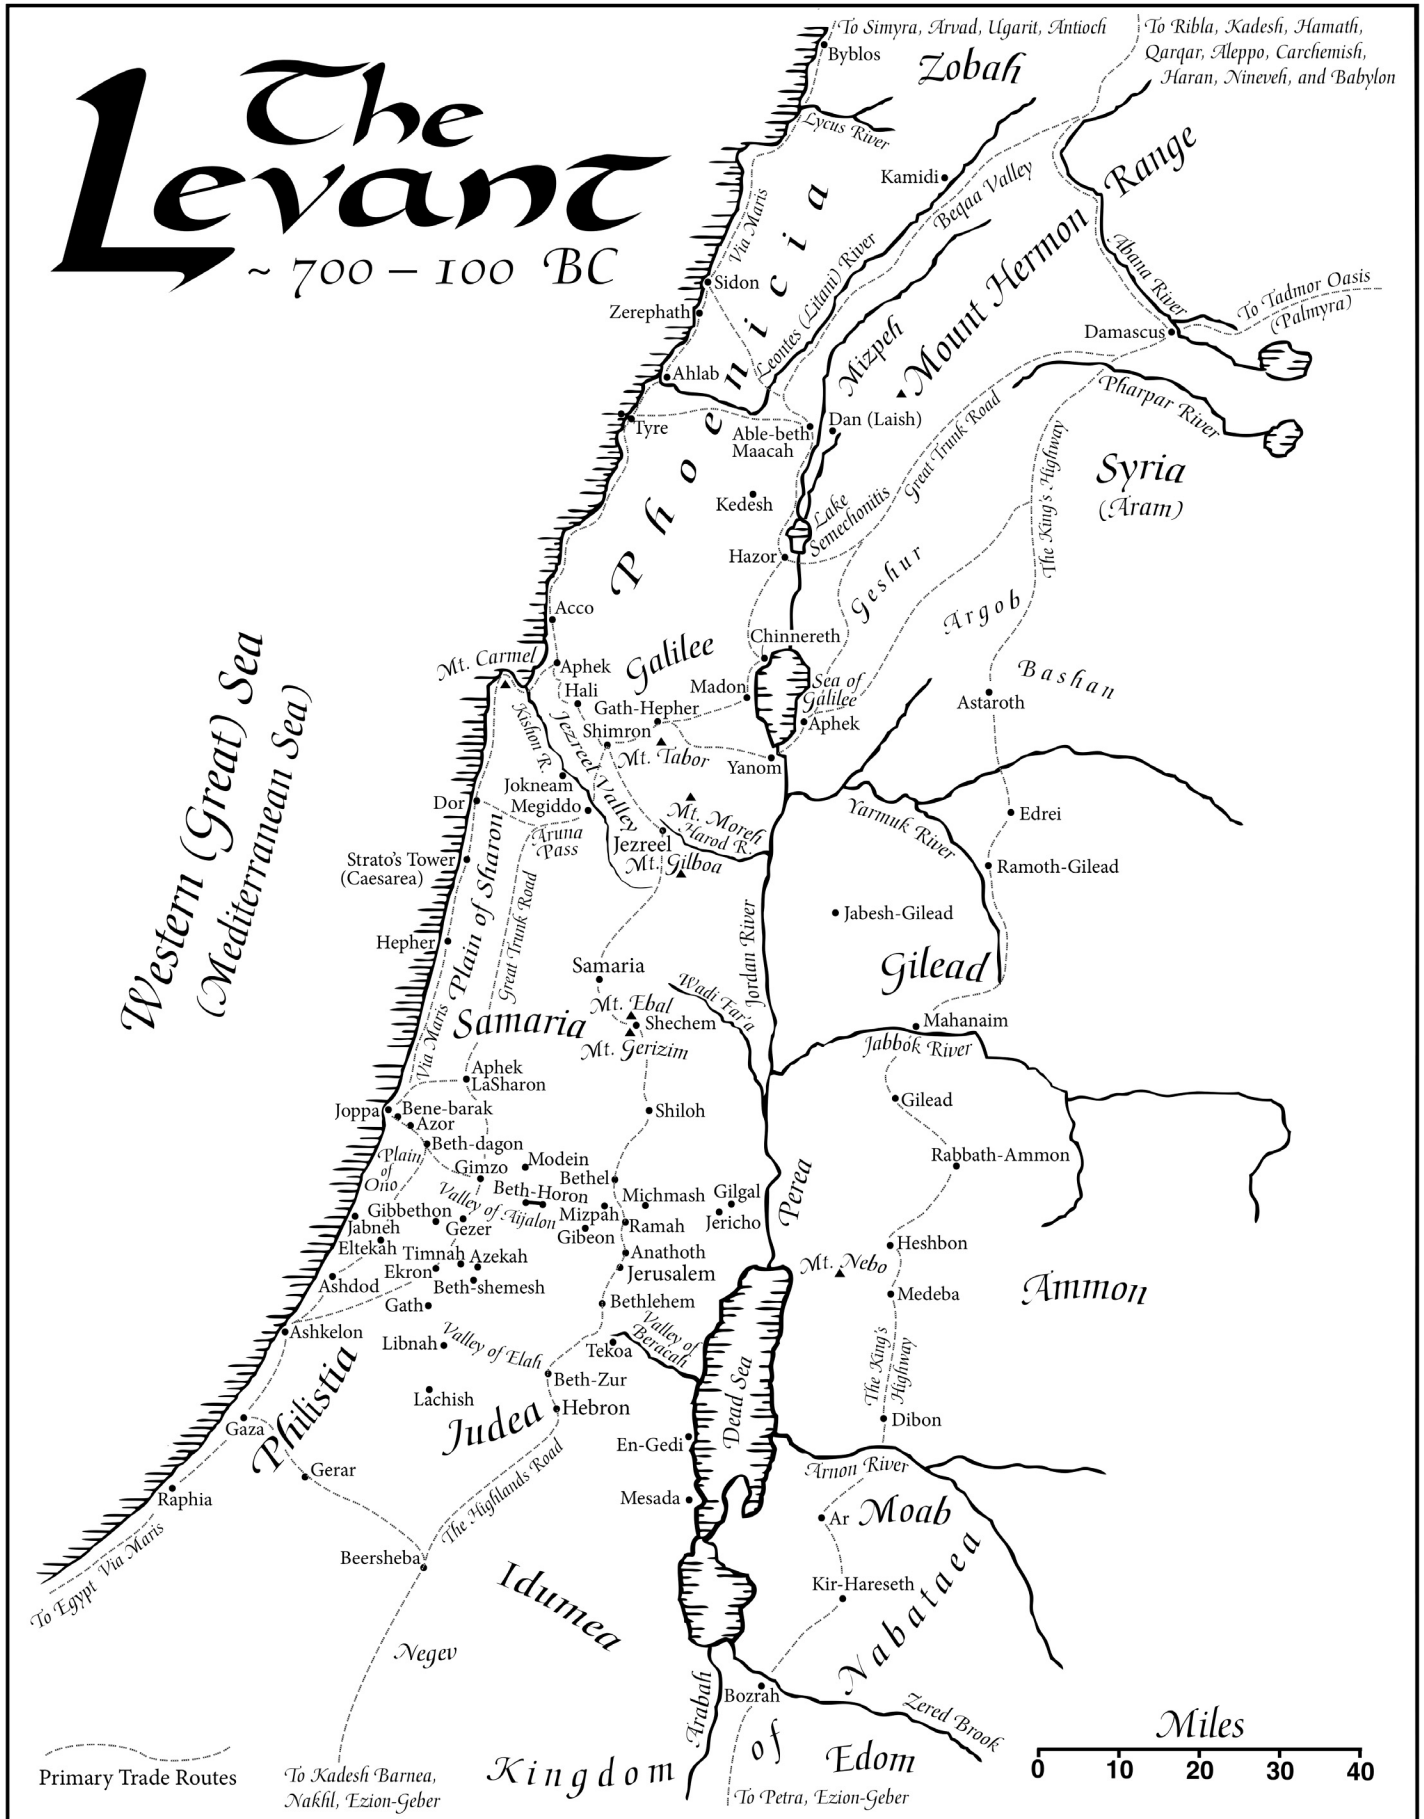 The
Levant
~ 700 – 100 BC
To Simyra, Arvad, Ugarit, Antioch
To Ribla, Kadesh, Hamath,
Qarqar, Aleppo, Carchemish,
Haran, Nineveh, and Babylon
Byblos
Zobah
Lycus River
Range
Kamidi
Beqaa Valley
Via Maris
Phoenicia
Mount Hermon
Abana River
Leontes (Litani) River
Sidon
To Tadmor Oasis
(Palmyra)
Zerephath
Damascus
Mizpeh
Ahlab
Pharpar River
Tyre
Dan (Laish)
Able-beth
Maacah
Great Trunk Road
The King's Highway
Syria
(Aram)
Kedesh
Lake
Semechonitis
Hazor
Geshur
Argob
Acco
Chinnereth
Galilee
Mt. Carmel
Aphek
Bashan
Western (Great) Sea
(Mediterranean Sea)
Hali
Madon
Sea of
Galilee
Astaroth
Gath-Hepher
Aphek
Kishon R.
Jezreel Valley
Shimron
Mt. Tabor
Yanom
Jokneam
Dor
Megiddo
Mt. Moreh
Harod R.
Yarmuk River
Edrei
Aruna
Pass
Jezreel
Mt. Gilboa
Strato's Tower
(Caesarea)
Ramoth-Gilead
Plain of Sharon
Great Trunk Road
Jabesh-Gilead
Hepher
Jordan River
Gilead
Samaria
Wadi Far'a
Mt. Ebal
Shechem
Samaria
Mahanaim
Mt. Gerizim
Jabbok River
Via Maris
Aphek
LaSharon
Gilead
Joppa
Bene-barak
Shiloh
Azor
Beth-dagon
Plain
of
Ono
Modein
Rabbath-Ammon
Gimzo
Bethel
Perea
Beth-Horon
Michmash
Gilgal
Valley of Aijalon
Gibbethon
Mizpah
Jericho
Jabneh
Gezer
Gibeon
Ramah
Eltekah
Timnah
Azekah
Anathoth
Heshbon
Ekron
Jerusalem
Mt. Nebo
Ashdod
Beth-shemesh
Ammon
Gath
Bethlehem
Medeba
Ashkelon
Libnah
Valley of Elah
Tekoa
Valley of
Beracah
The King's
Highway
Philistia
Beth-Zur
Dead Sea
Lachish
Judea
Hebron
Gaza
Dibon
En-Gedi
Gerar
Arnon River
The Highlands Road
Raphia
Mesada
Ar
Moab
To Egypt
Via Maris
Beersheba
Nabataea
Kir-Hareseth
Idumea
Negev
Arabah
Bozrah
Zered Brook
Miles
0 10 20 30 40
Primary Trade Routes
To Kadesh Barnea,
Nakhl, Ezion-Geber
Kingdom of Edom
To Petra, Ezion-Geber